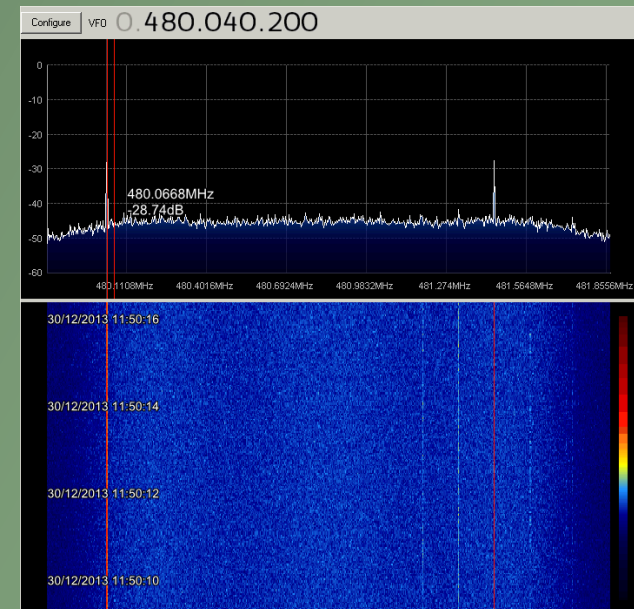 Configure VFO 0.480.040.200
0
-10
-20
-30
480.0668MHz
-28.74dB
-40
-50
-60
480.1108MHz 480.4016MHz 480.6924MHz 480.9832MHz 481.274MHz 481.5648MHz 481.8556MHz
30/12/2013 11:50:16
30/12/2013 11:50:14
30/12/2013 11:50:12
30/12/2013 11:50:10